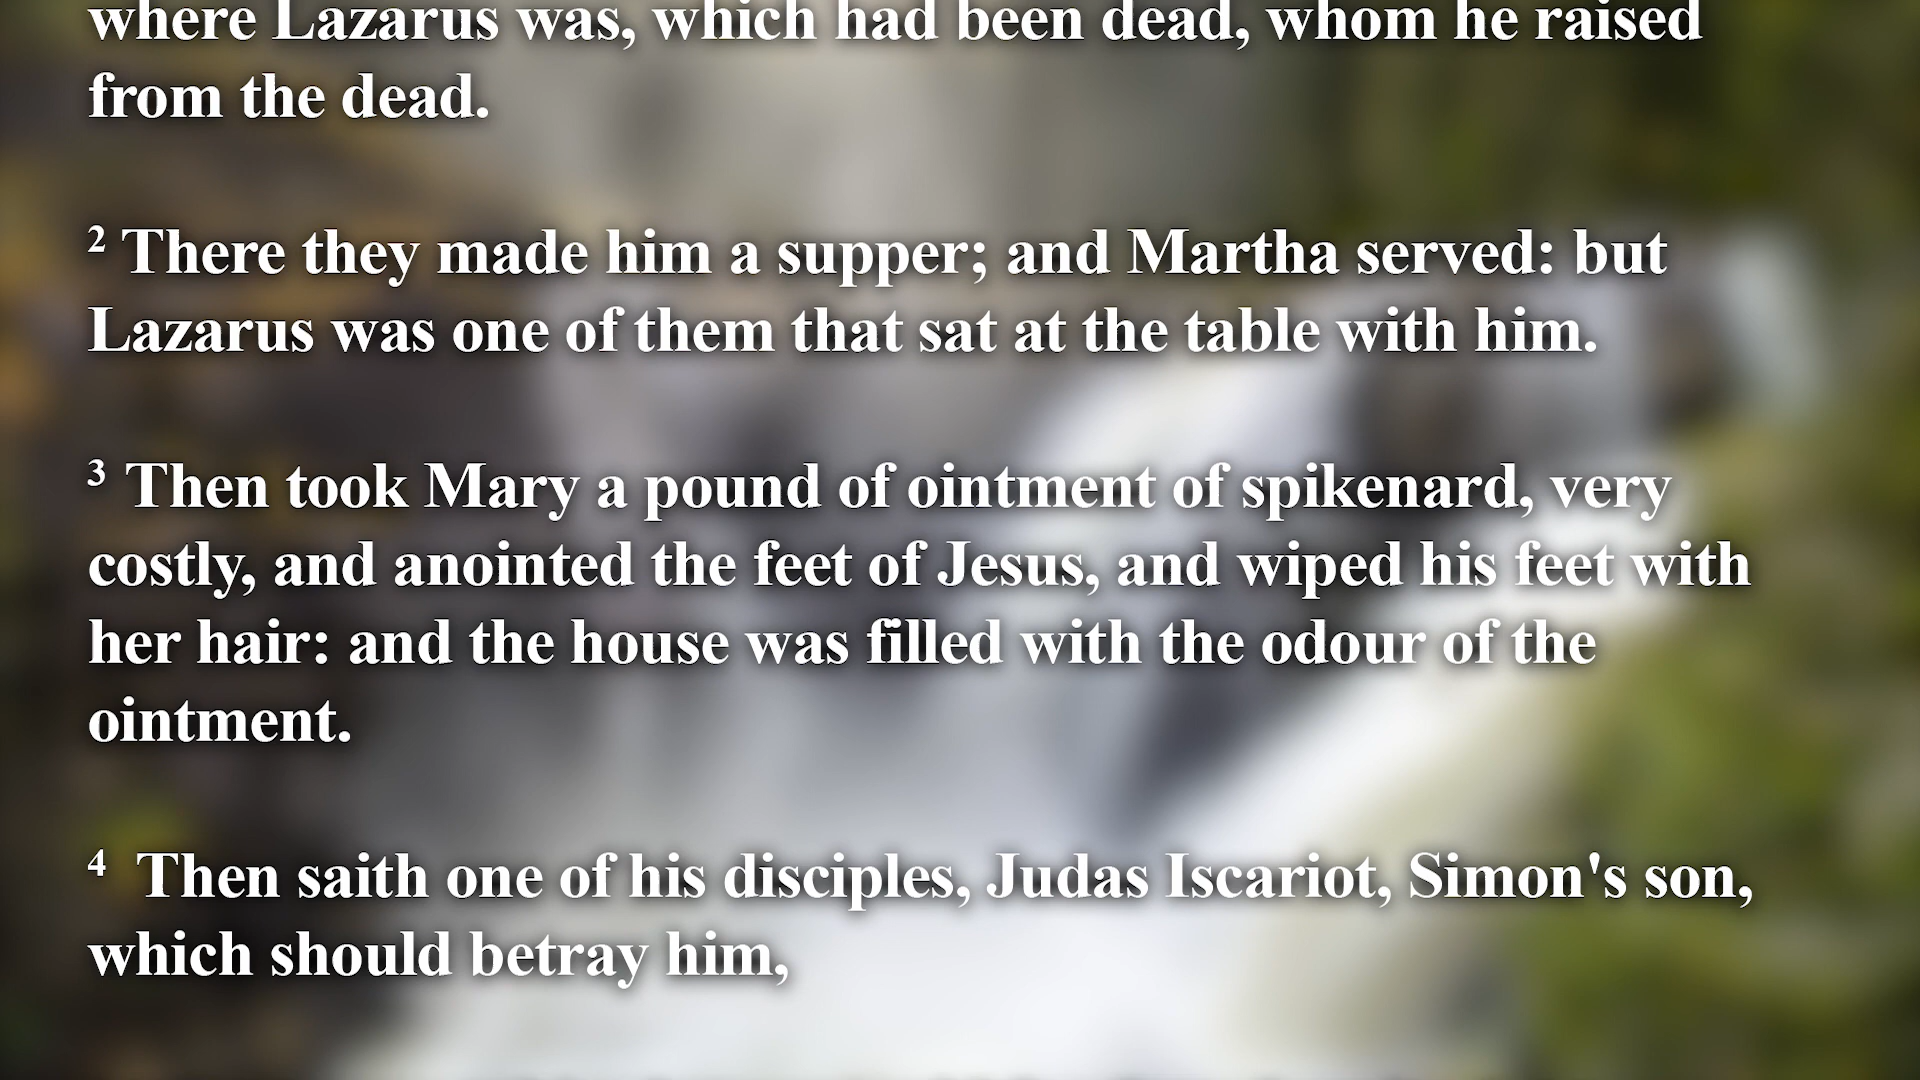 where Lazarus was, which had been dead, whom he raised
from the dead.
2 There they made him a supper; and Martha served: but
Lazarus was one of them that sat at the table with him.
3 Then took Mary a pound of ointment of spikenard, very
costly, and anointed the feet of Jesus, and wiped his feet with
her hair: and the house was filled with the odour of the
ointment.
4 Then saith one of his disciples, Judas Iscariot, Simon's son,
which should betray him,